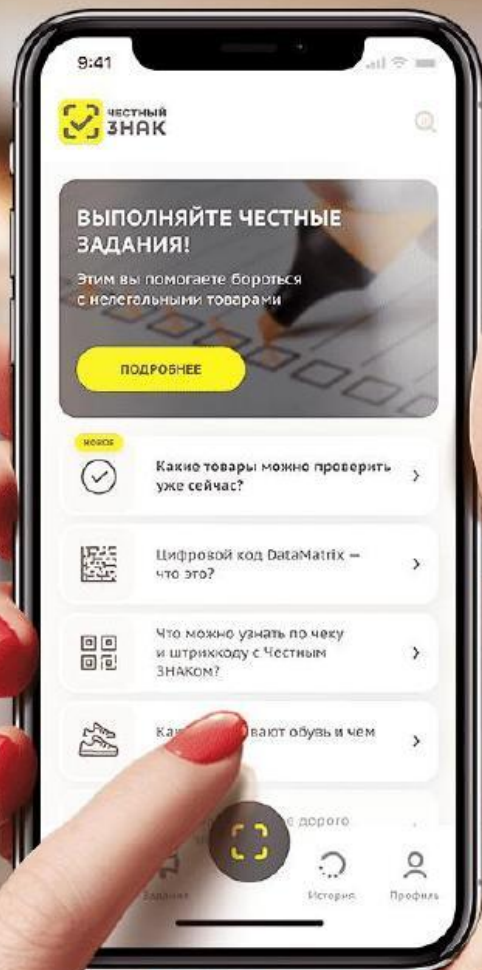 9:41
ЧЕСТНЫЙ
ЗНАК
ВЫПОЛНЯЙТЕ ЧЕСТНЫЕ
ЗАДАНИЯ!
Этим вы помогаете бороться
с нелегальными товарами
ПОДРОБНЕЕ
НОВОЕ
Какие товары можно проверить
уже сейчас?
Цифровой код DataMatrix —
что это?
Что можно узнать по чеку
и штрихкоду с Честным
ЗНАКом?
обувь и чем
дорого
Задания
История
Профиль